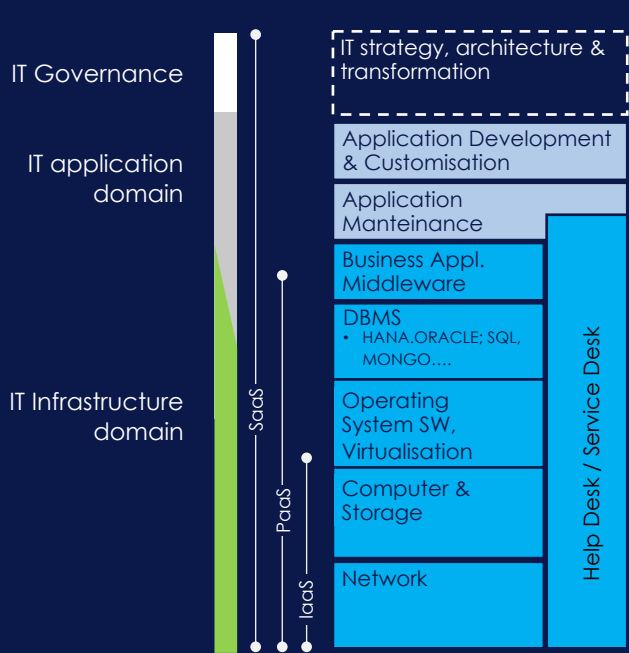 IT Governance
IT application
domain
IT Infrastructure
domain
SaaS
PaaS
IaaS
IT strategy, architecture &
transformation
Application Development
& Customisation
Application
Manteinance
Business Appl.
Middleware
DBMS
• HANA.ORACLE; SQL,
MONGO….
Operating
System SW,
Virtualisation
Computer &
Storage
Network
Help Desk / Service Desk